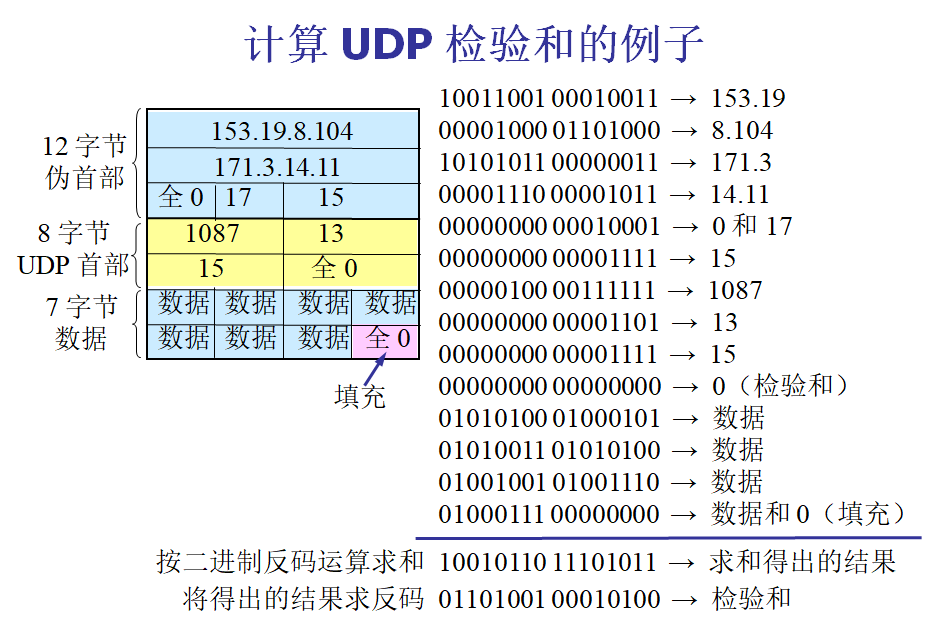 计算 UDP 检验和的例子
12 字节
伪首部
153.19.8.104
171.3.14.11
全 0 17 15
8 字节
UDP 首部
1087 13
15 全 0
7 字节
数据
数据 数据 数据 数据
数据 数据 数据 全 0
填充
10011001 00010011 → 153.19
00001000 01101000 → 8.104
10101011 00000011 → 171.3
00001110 00001011 → 14.11
00000000 00010001 → 0 和 17
00000000 00001111 → 15
00000100 00111111 → 1087
00000000 00001101 → 13
00000000 00001111 → 15
00000000 00000000 → 0（检验和）
01010100 01000101 → 数据
01010011 01010100 → 数据
01001001 01001110 → 数据
01000111 00000000 → 数据和 0（填充）
按二进制反码运算求和 10010110 11101011 → 求和得出的结果
将得出的结果求反码 01101001 00010100 → 检验和